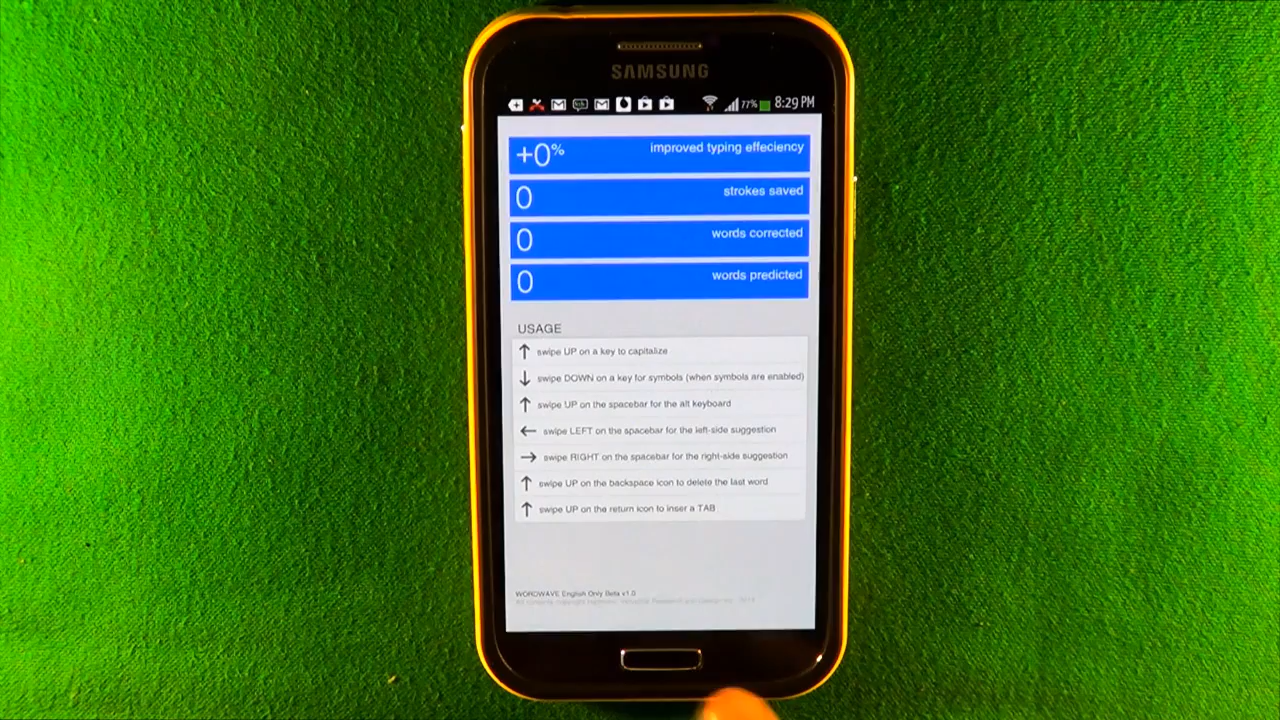 SAMSUNG
77% 8:29 PM
+0% improved typing effeciency
0 strokes saved
0 words corrected
0 words predicted
USAGE
↑ swipe UP on a key to capitalize
↓ swipe DOWN on a key for symbols (when symbols are enabled)
↑ swipe UP on the spacebar for the alt keyboard
← swipe LEFT on the spacebar for the left-side suggestion
→ swipe RIGHT on the spacebar for the right-side suggestion
↑ swipe UP on the backspace icon to delete the last word
↑ swipe UP on the return icon to inser a TAB
WORDWAVE English Only Beta v1.0